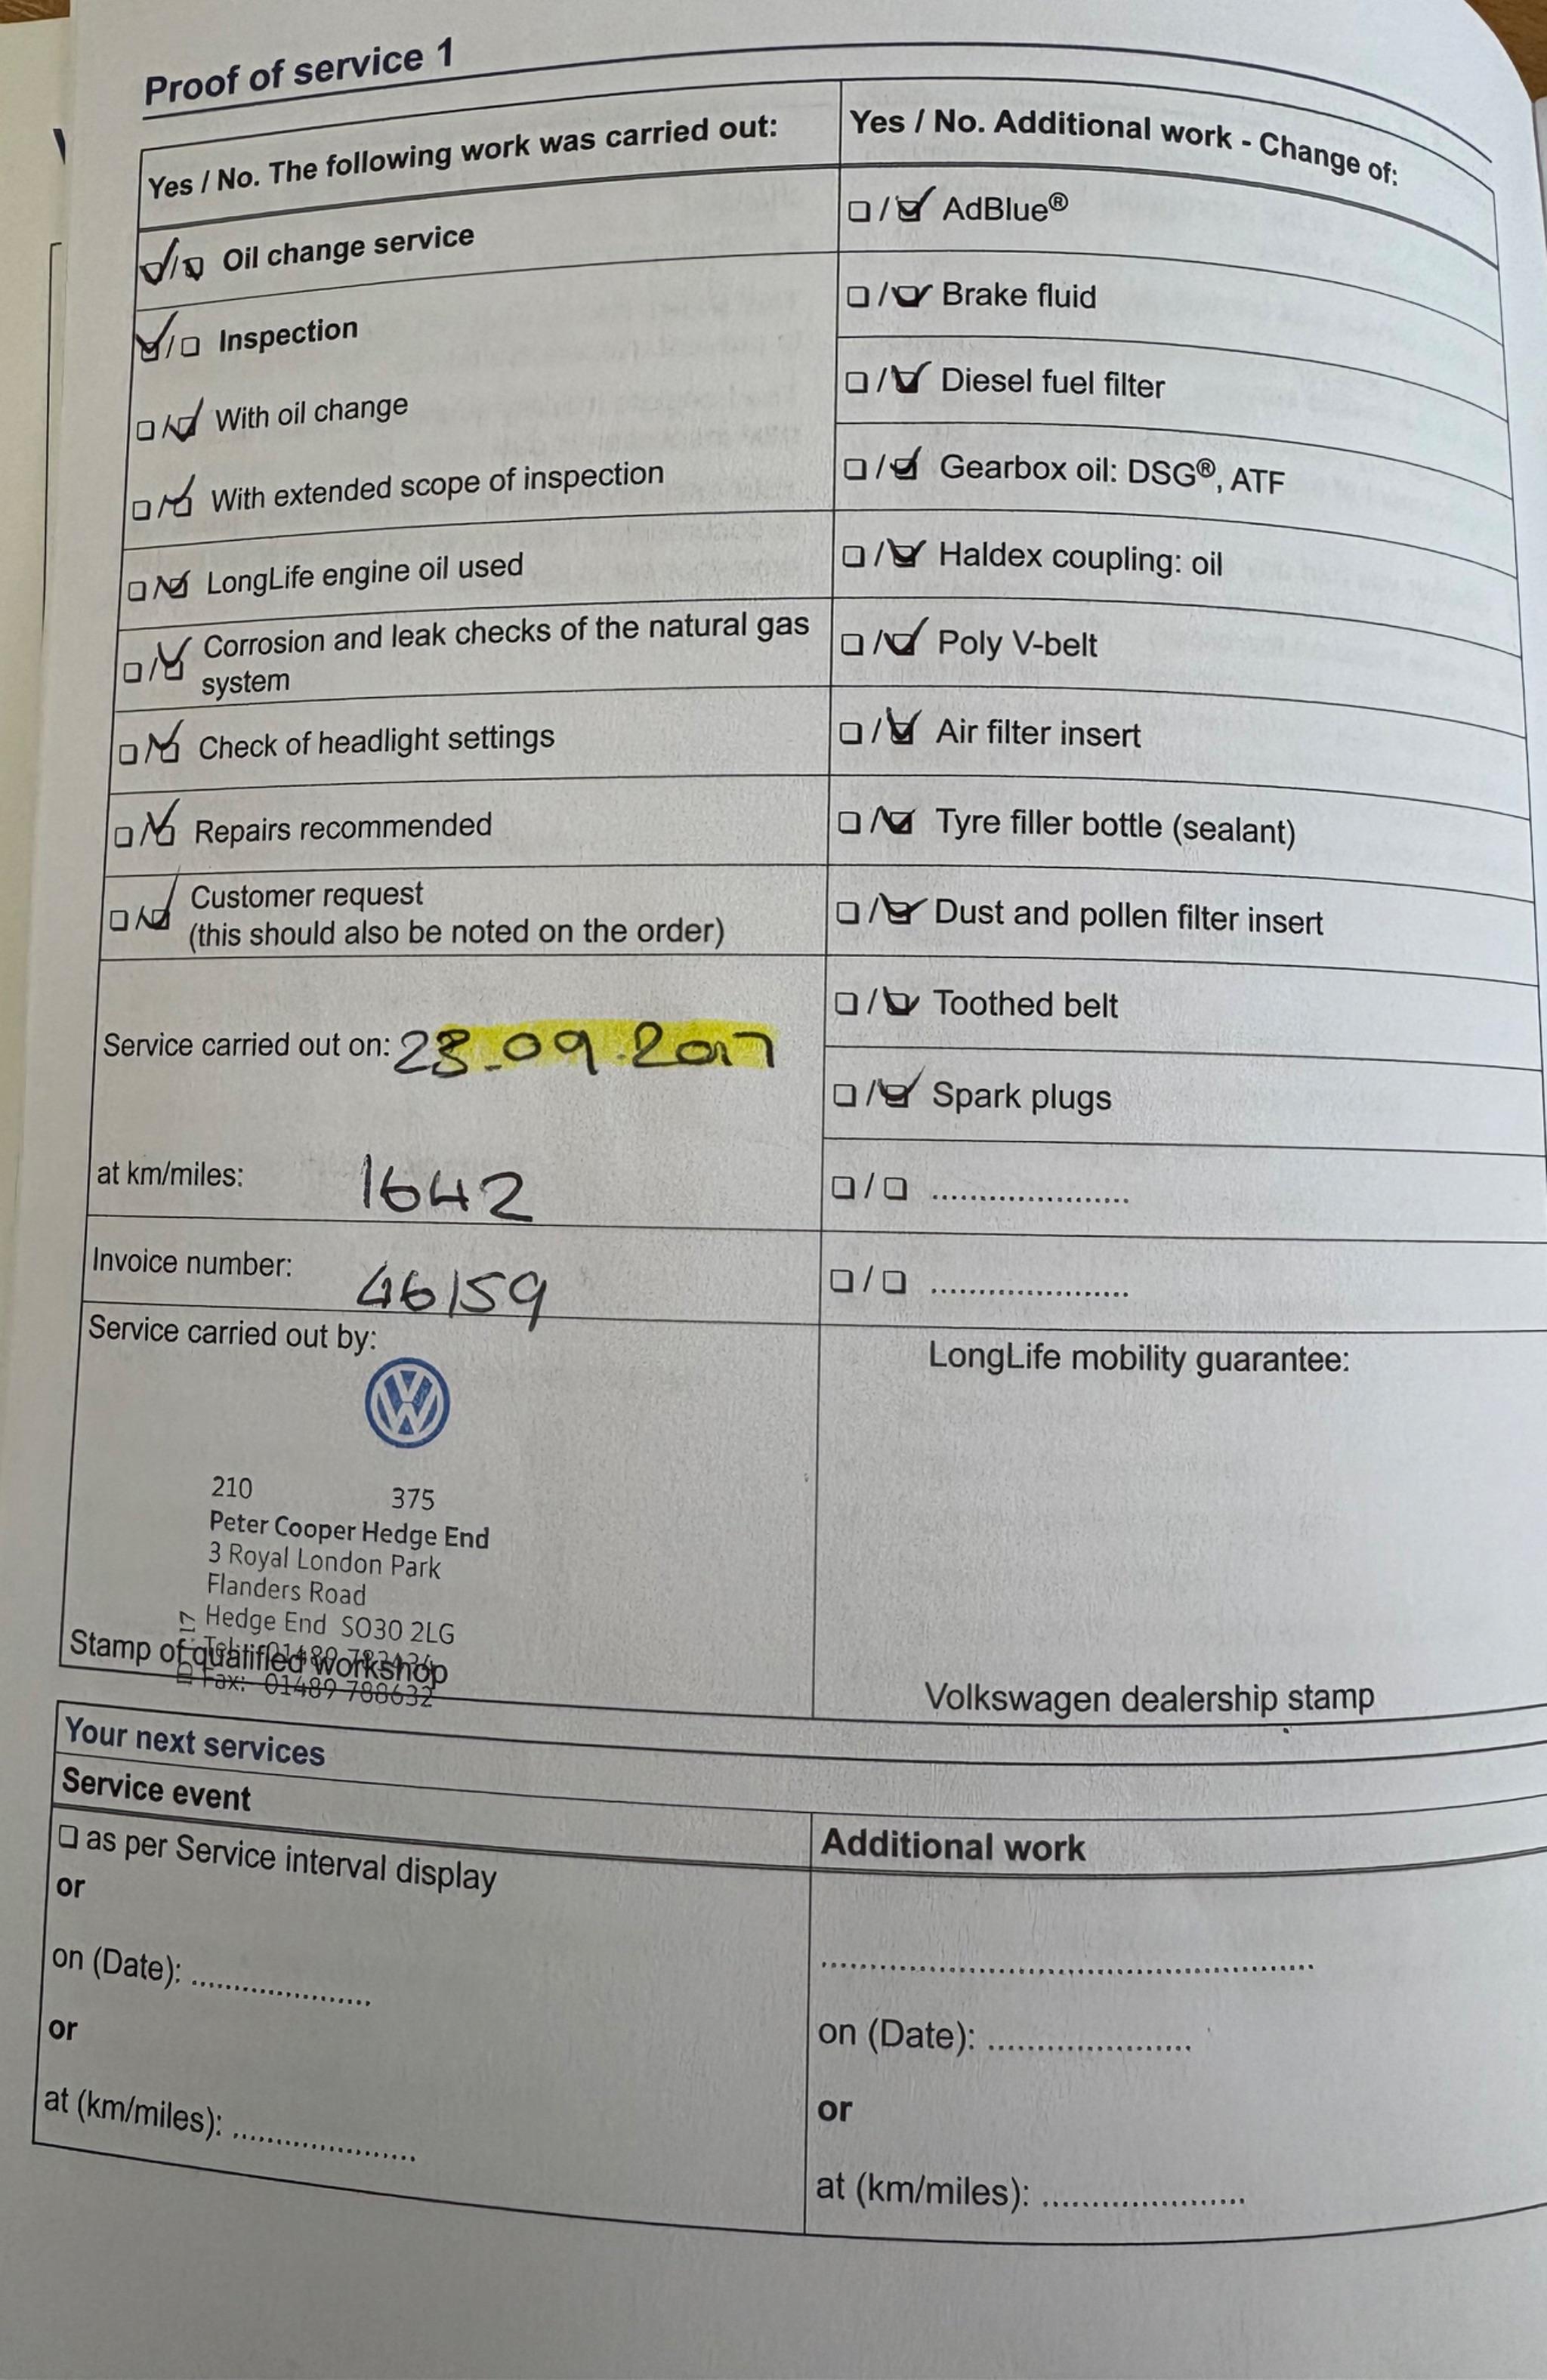 Proof of service 1
Yes / No. The following work was carried out:
Oil change service
Inspection
With oil change
With extended scope of inspection
LongLife engine oil used
Corrosion and leak checks of the natural gas
system
Check of headlight settings
Repairs recommended
Customer request
(this should also be noted on the order)
Service carried out on: 23.09.2017
at km/miles: 1642
Invoice number: 46159
Service carried out by:
210 375
Peter Cooper Hedge End
3 Royal London Park
Flanders Road
Hedge End SO30 2LG
Tel:- 01489
Stamp of qualified workshop
Fax:- 01489 788632
Yes / No. Additional work - Change of:
/ AdBlue®
/ Brake fluid
/ Diesel fuel filter
/ Gearbox oil: DSG®, ATF
/ Haldex coupling: oil
/ Poly V-belt
/ Air filter insert
/ Tyre filler bottle (sealant)
/ Dust and pollen filter insert
/ Toothed belt
/ Spark plugs
/ ......................
/ ......................
LongLife mobility guarantee:
Volkswagen dealership stamp
Your next services
Service event
as per Service interval display
or
on (Date): ....................
or
at (km/miles): ....................
Additional work
......................................................
on (Date): ......................
or
at (km/miles): ......................